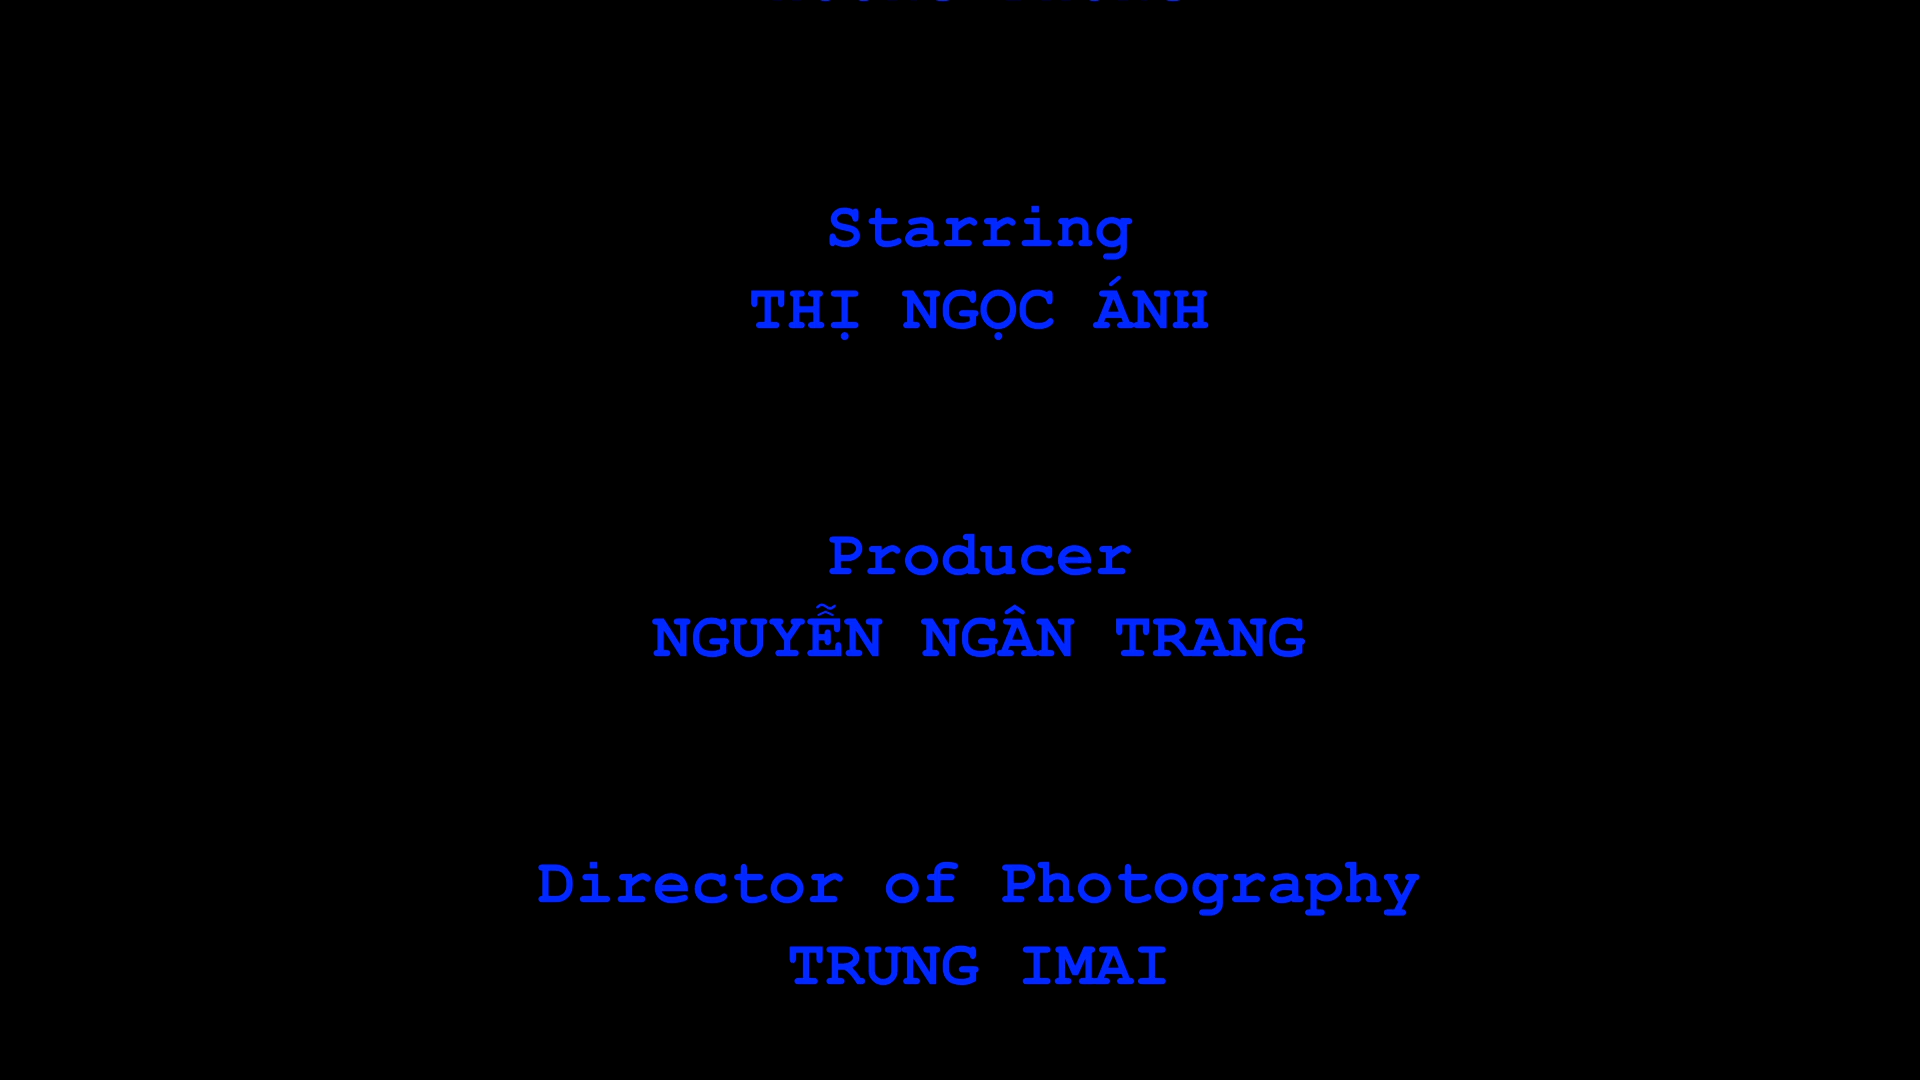 Starring
THỊ NGỌC ÁNH
Producer
NGUYỄN NGÂN TRANG
Director of Photography
TRUNG IMAI